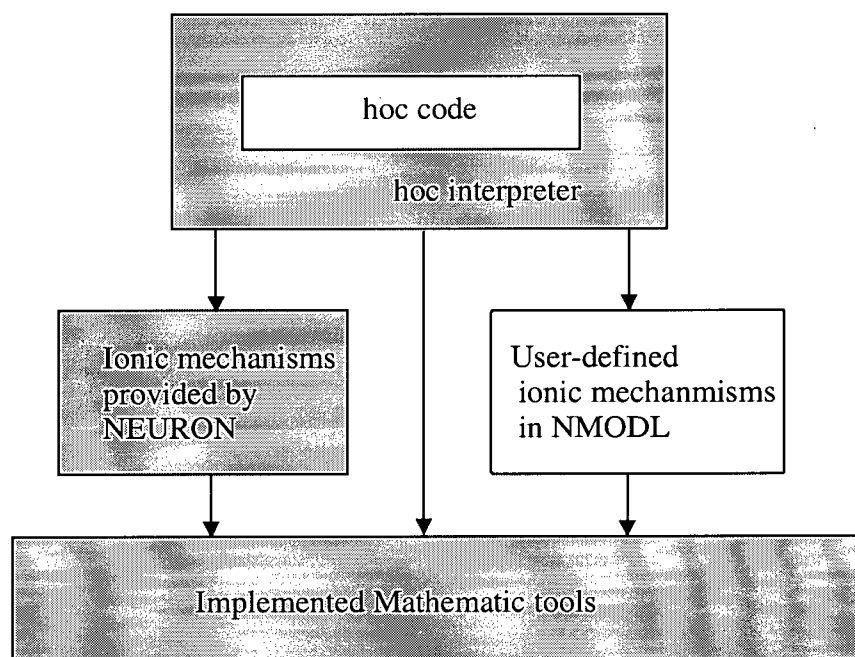 hoc code
hoc interpreter
Ionic mechanisms
provided by
NEURON
User-defined
ionic mechanmisms
in NMODL
Implemented Mathematic tools